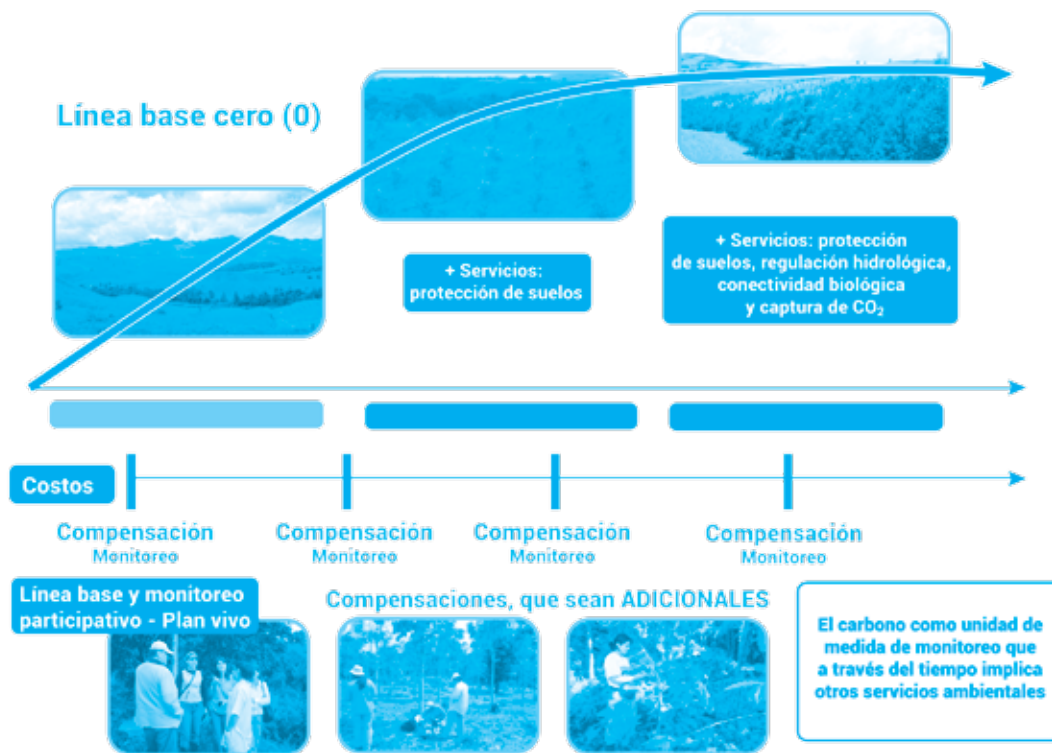 Línea base cero (0)
+ Servicios:
protección de suelos
+ Servicios: protección
de suelos, regulación hidrológica,
conectividad biológica
y captura de CO₂
Costos
Compensación
Monitoreo
Compensación
Monitoreo
Compensación
Monitoreo
Compensación
Monitoreo
Línea base y monitoreo
participativo - Plan vivo
Compensaciones, que sean ADICIONALES
El carbono como unidad de
medida de monitoreo que
a través del tiempo implica
otros servicios ambientales